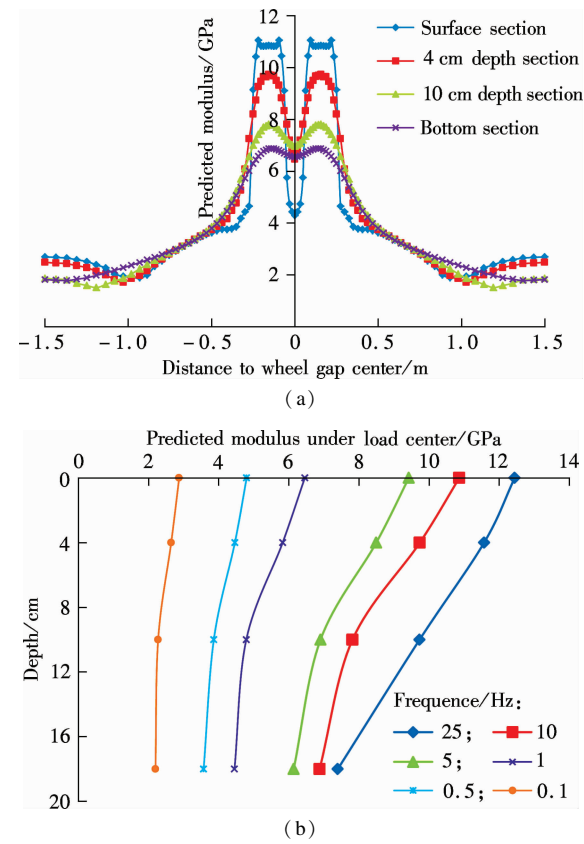 12
10
8
6
4
2
Predicted modulus/ GPa
Surface section
4 cm depth section
10 cm depth section
Bottom section
-1.5 -1.0 -0.5 0 0.5 1.0 1.5
Distance to wheel gap center/m
(a)
Predicted modulus under load center/GPa
0 2 4 6 8 10 12 14
0
4
8
12
16
20
Depth/cm
Frequence/Hz:
25; 10
5; 1
0.5; 0.1
(b)